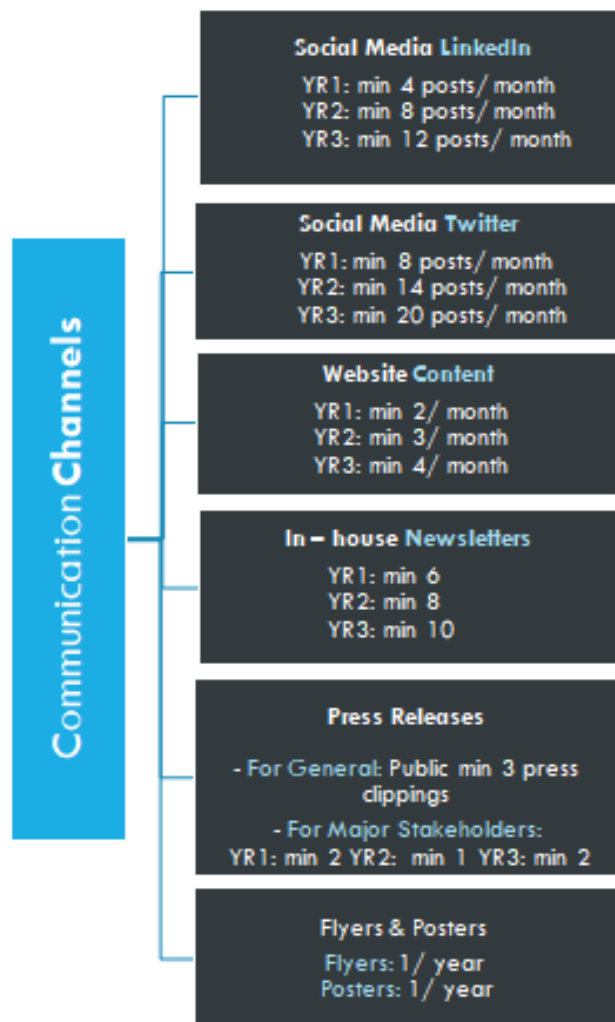 Communication Channels
Social Media LinkedIn
YR1: min 4 posts/ month
YR2: min 8 posts/ month
YR3: min 12 posts/ month
Social Media Twitter
YR1: min 8 posts/ month
YR2: min 14 posts/ month
YR3: min 20 posts/ month
Website Content
YR1: min 2/ month
YR2: min 3/ month
YR3: min 4/ month
In – house Newsletters
YR1: min 6
YR2: min 8
YR3: min 10
Press Releases
- For General: Public min 3 press
clippings
- For Major Stakeholders:
YR1: min 2 YR2: min 1 YR3: min 2
Flyers & Posters
Flyers: 1/ year
Posters: 1/ year